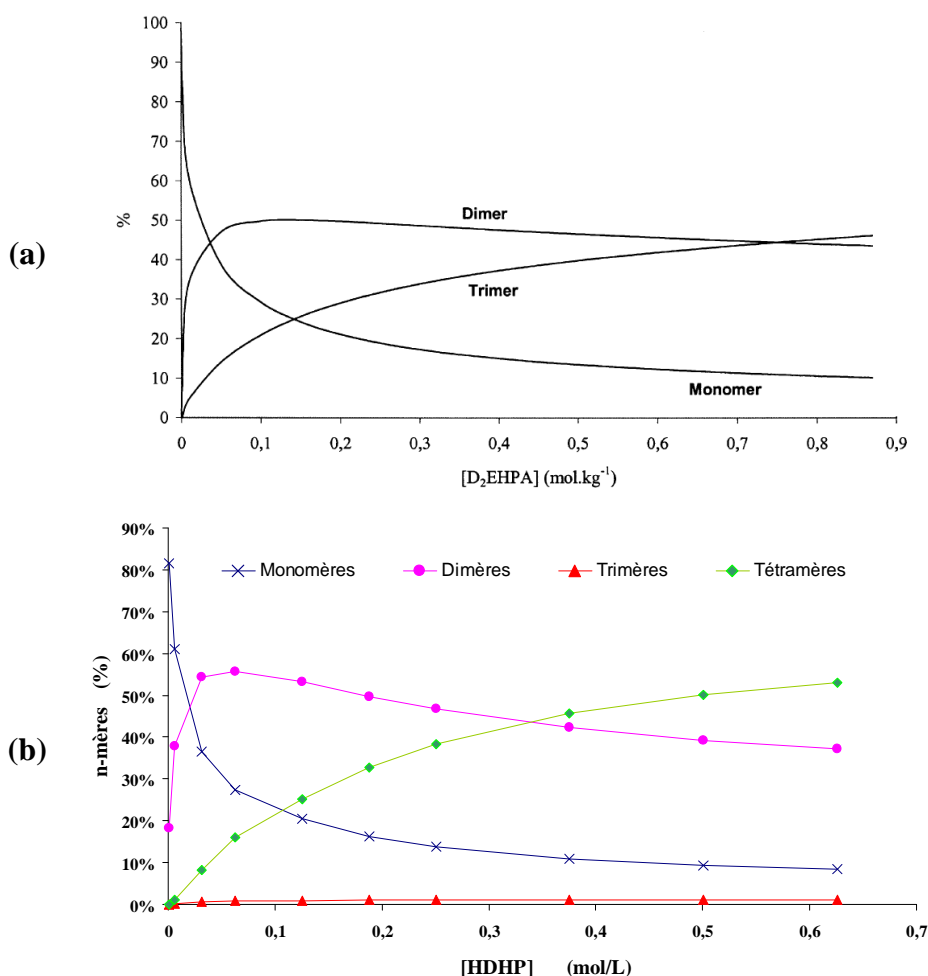 100
90
80
70
60
50
40
30
20
10
0
%
Dimer
Trimer
Monomer
(a)
0 0,1 0,2 0,3 0,4 0,5 0,6 0,7 0,8 0,9
[D₂EHPA] (mol.kg⁻¹)
90%
80%
70%
60%
50%
40%
30%
20%
10%
0%
n-mères (%)
Monomères Dimères Trimères Tétramères
(b)
0 0,1 0,2 0,3 0,4 0,5 0,6 0,7
[HDHP] (mol/L)